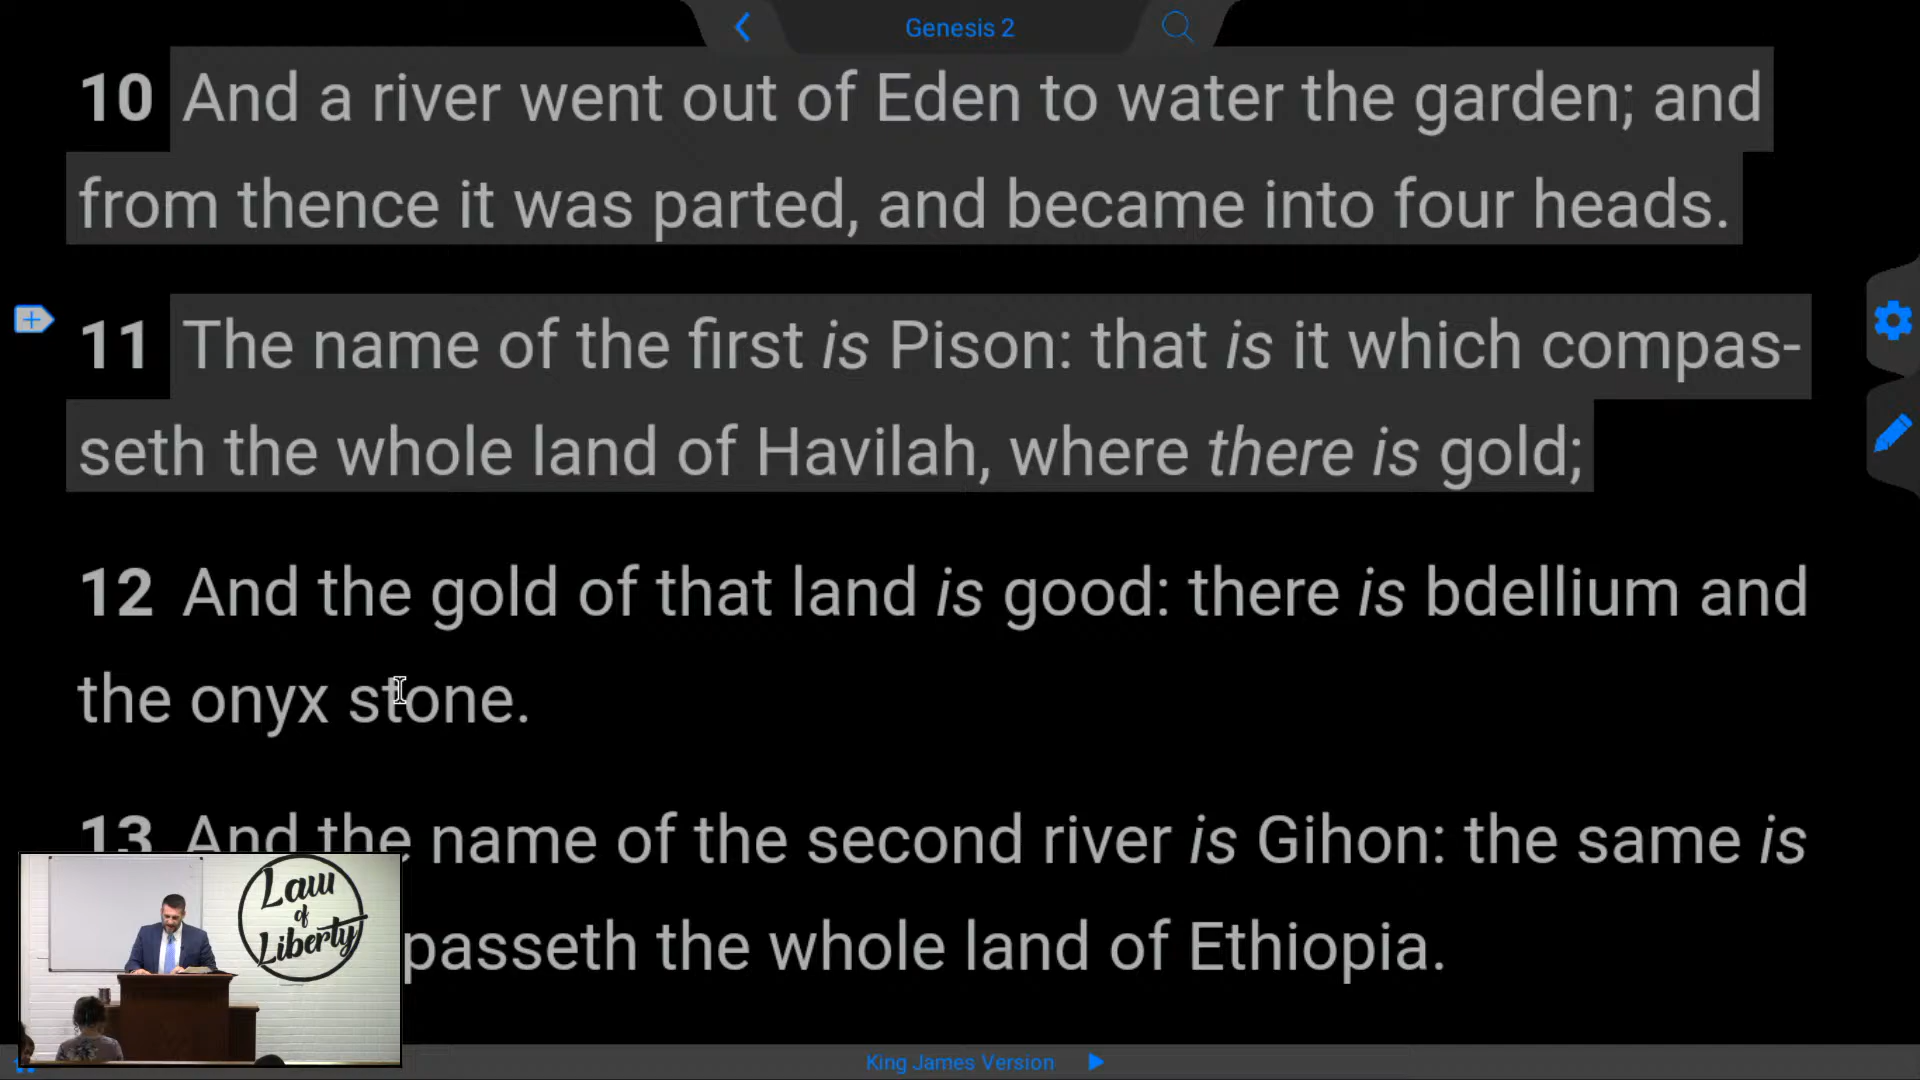 Genesis 2
10 And a river went out of Eden to water the garden; and
from thence it was parted, and became into four heads.
11 The name of the first is Pison: that is it which compas-
seth the whole land of Havilah, where there is gold;
12 And the gold of that land is good: there is bdellium and
the onyx stone.
13 And the name of the second river is Gihon: the same is
passeth the whole land of Ethiopia.
Law
of
Liberty
King James Version